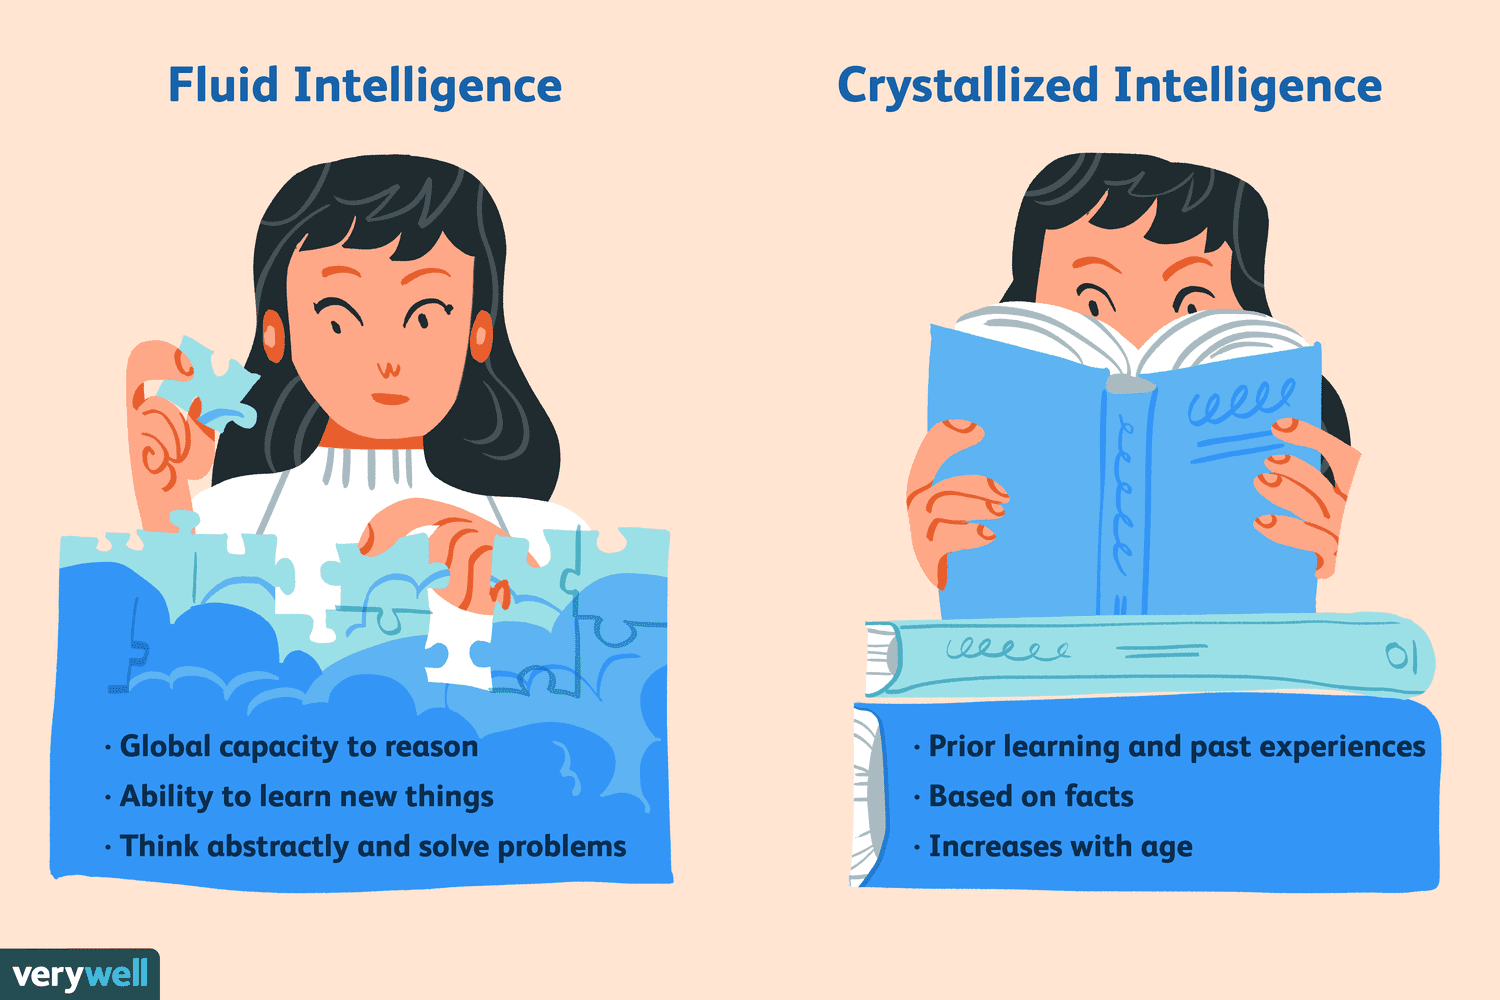 Fluid Intelligence
· Global capacity to reason
· Ability to learn new things
· Think abstractly and solve problems
Crystallized Intelligence
· Prior learning and past experiences
· Based on facts
· Increases with age
verywell